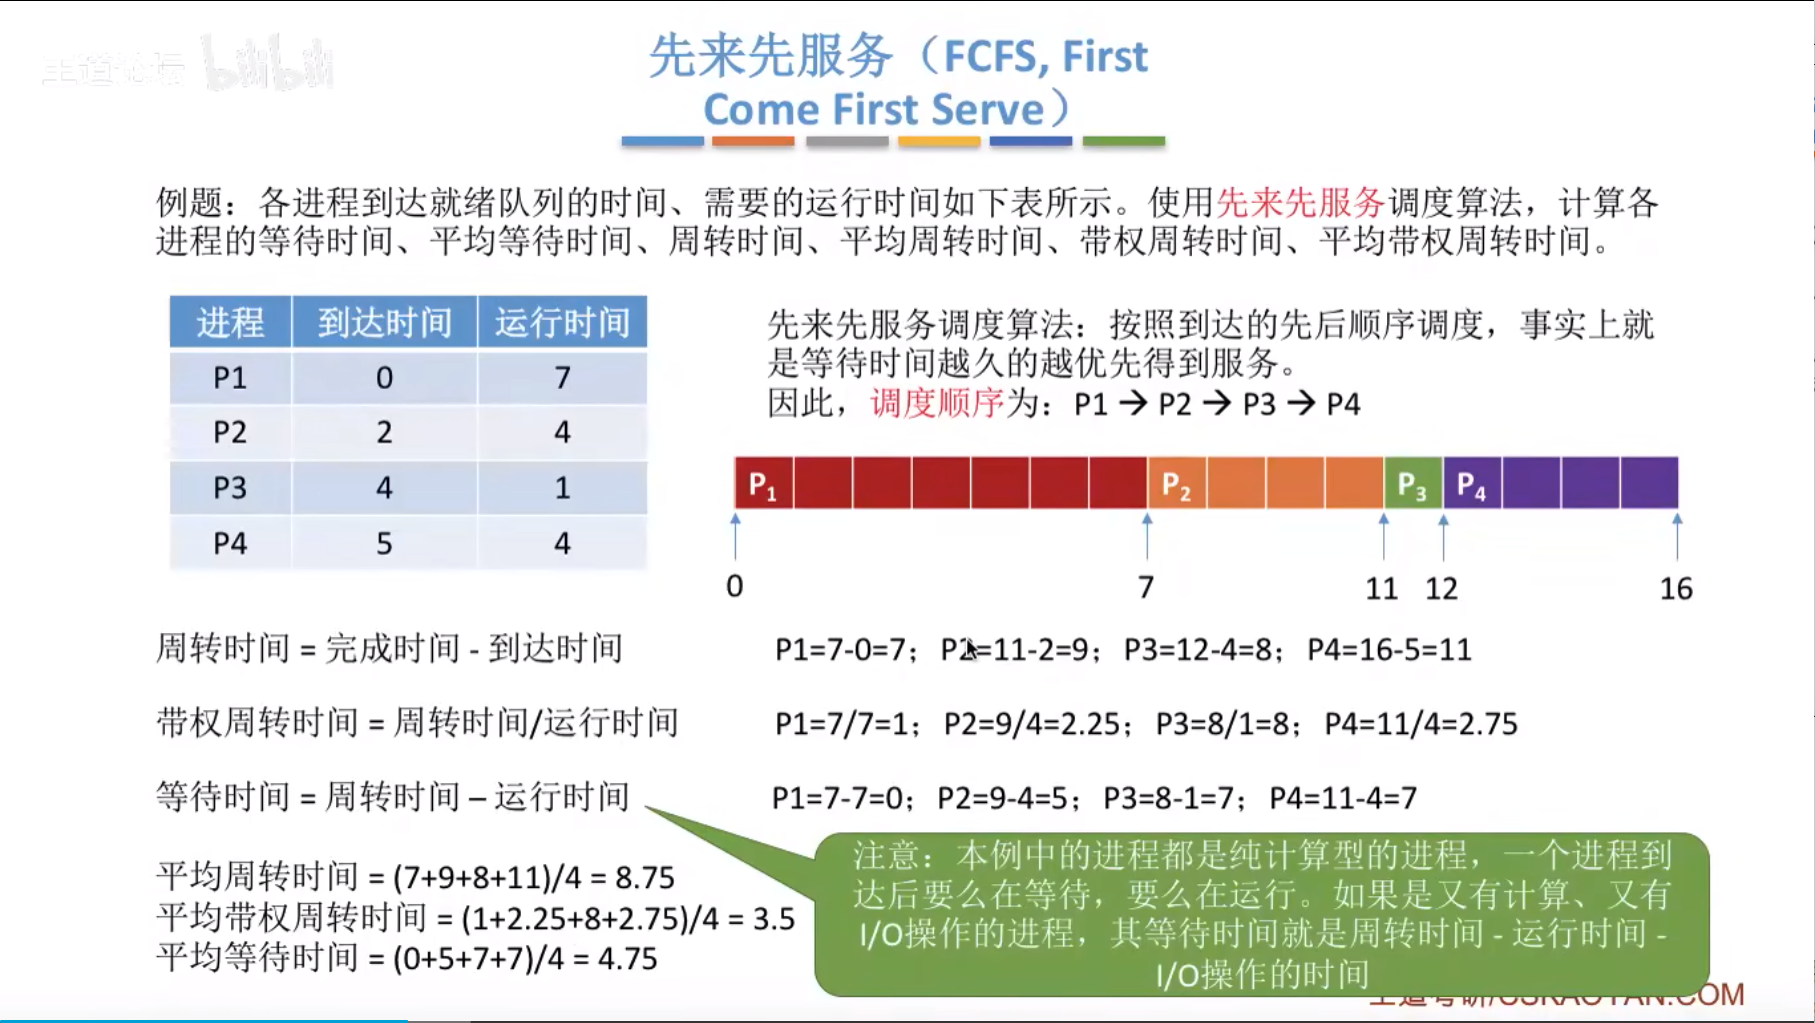 王道论坛 bilibili
先来先服务（FCFS, First
Come First Serve）
例题：各进程到达就绪队列的时间、需要的运行时间如下表所示。使用先来先服务调度算法，计算各
进程的等待时间、平均等待时间、周转时间、平均周转时间、带权周转时间、平均带权周转时间。
进程 到达时间 运行时间
P1 0 7
P2 2 4
P3 4 1
P4 5 4
先来先服务调度算法：按照到达的先后顺序调度，事实上就
是等待时间越久的越优先得到服务。
因此，调度顺序为：P1 → P2 → P3 → P4
P1 P2 P3 P4
0 7 11 12 16
周转时间 = 完成时间 - 到达时间
P1=7-0=7；P2=11-2=9；P3=12-4=8；P4=16-5=11
带权周转时间 = 周转时间/运行时间
P1=7/7=1；P2=9/4=2.25；P3=8/1=8；P4=11/4=2.75
等待时间 = 周转时间 – 运行时间
P1=7-7=0；P2=9-4=5；P3=8-1=7；P4=11-4=7
平均周转时间 = (7+9+8+11)/4 = 8.75
平均带权周转时间 = (1+2.25+8+2.75)/4 = 3.5
平均等待时间 = (0+5+7+7)/4 = 4.75
注意：本例中的进程都是纯计算型的进程，一个进程到
达后要么在等待，要么在运行。如果是又有计算、又有
I/O操作的进程，其等待时间就是周转时间 - 运行时间 -
I/O操作的时间
王道考研/CSKAOYAN.COM